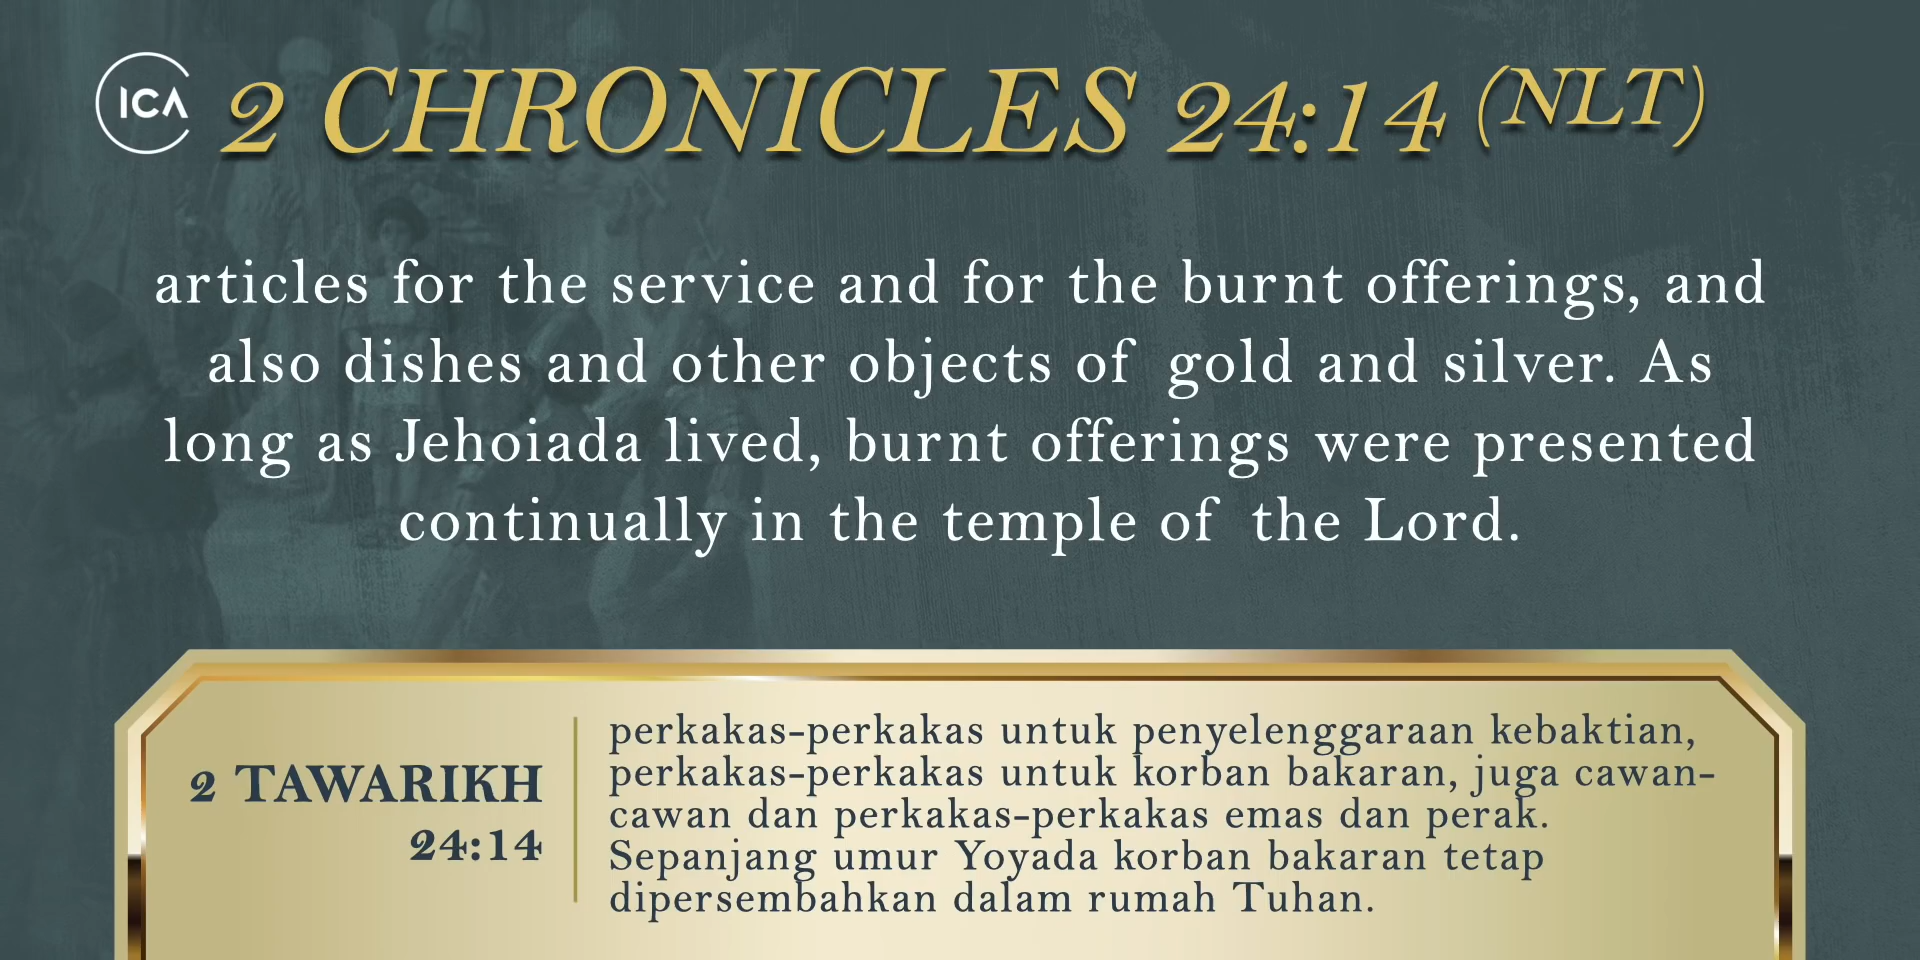 ICA
2 CHRONICLES 24:14 (NLT)
articles for the service and for the burnt offerings, and
also dishes and other objects of gold and silver. As
long as Jehoiada lived, burnt offerings were presented
continually in the temple of the Lord.
2 TAWARIKH
24:14
perkakas-perkakas untuk penyelenggaraan kebaktian,
perkakas-perkakas untuk korban bakaran, juga cawan-
cawan dan perkakas-perkakas emas dan perak.
Sepanjang umur Yoyada korban bakaran tetap
dipersembahkan dalam rumah Tuhan.